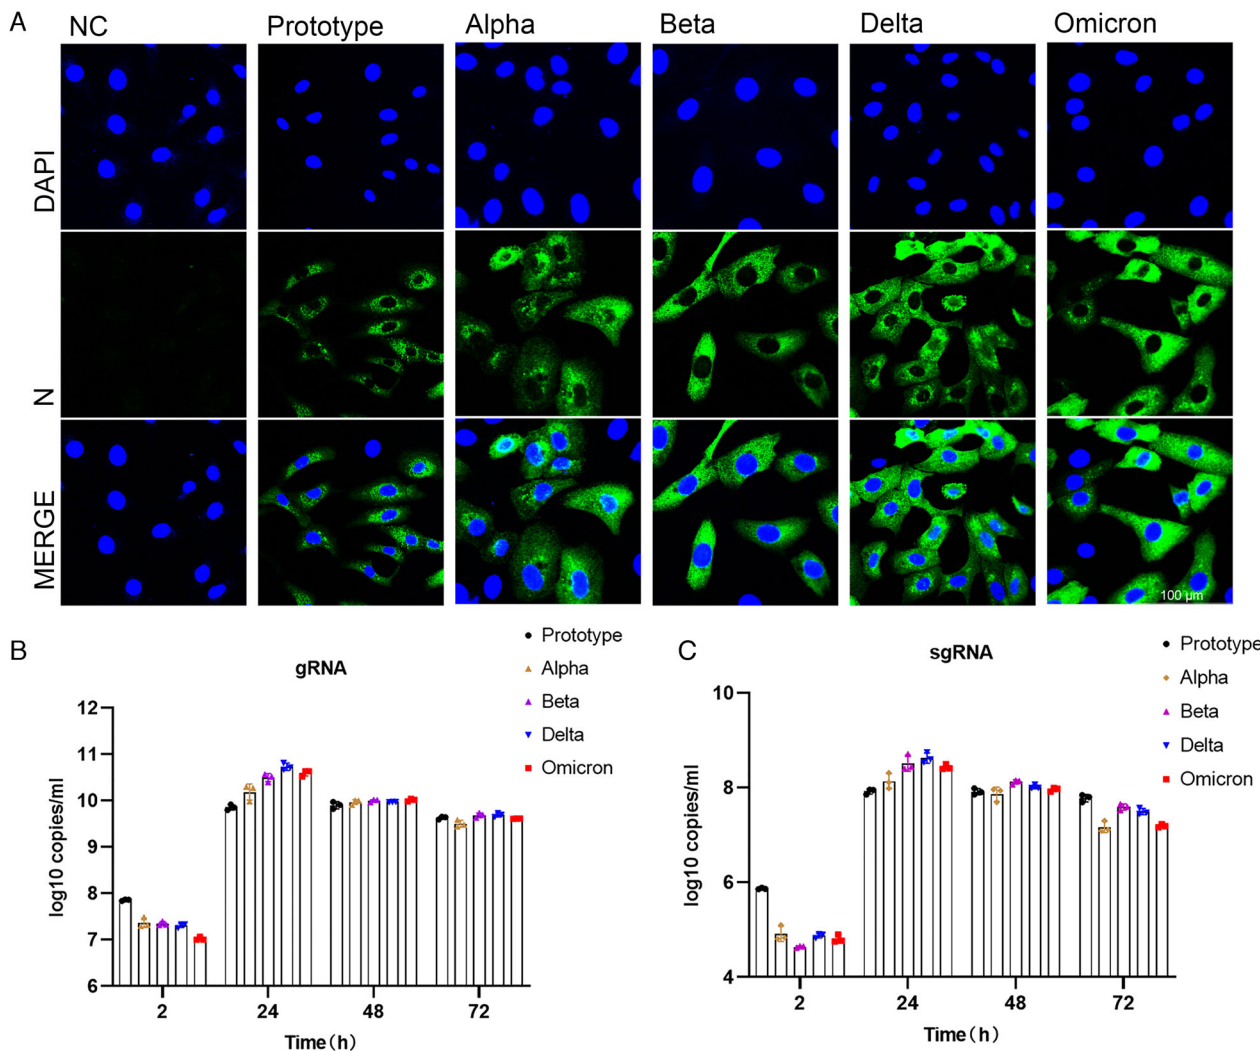 A
NC
Prototype
Alpha
Beta
Delta
Omicron
DAPI
N
MERGE
100 µm
B
gRNA
Prototype
Alpha
Beta
Delta
Omicron
log10 copies/ml
12
11
10
9
8
7
6
2
24
48
72
Time(h)
C
sgRNA
Prototype
Alpha
Beta
Delta
Omicron
log10 copies/ml
10
8
6
4
2
24
48
72
Time(h)